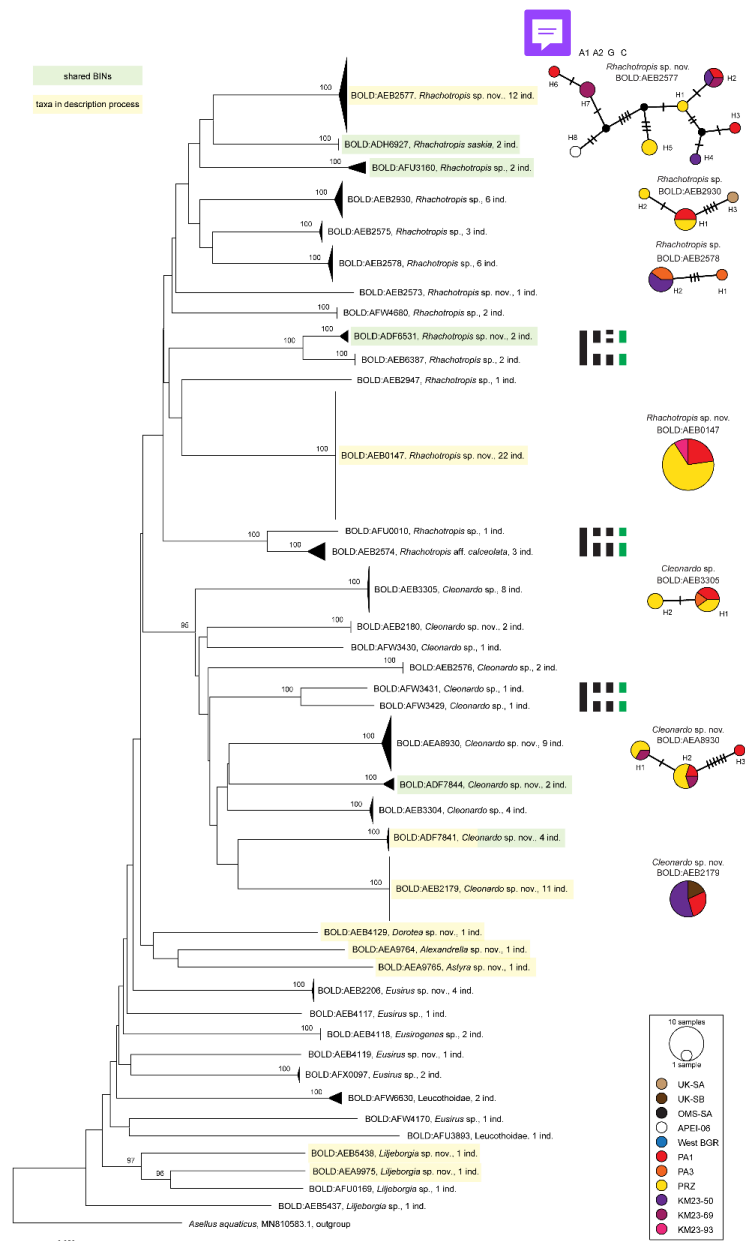 shared BINs
taxa in description process
A1 A2 G C
Rhachotropis sp. nov.
BOLD:AEB2577
H6
H7
H8
H5
H1
H2
H3
H4
100
BOLD:AEB2577, Rhachotropis sp. nov., 12 ind.
100
BOLD:ADH6927, Rhachotropis saskia, 2 ind.
100
BOLD:AFU3160, Rhachotropis sp., 2 ind.
100
BOLD:AEB2930, Rhachotropis sp., 6 ind.
Rhachotropis sp.
BOLD:AEB2930
H2
H1
H3
100
BOLD:AEB2575, Rhachotropis sp., 3 ind.
100
BOLD:AEB2578, Rhachotropis sp., 6 ind.
Rhachotropis sp.
BOLD:AEB2578
H2
H1
BOLD:AEB2573, Rhachotropis sp. nov., 1 ind.
100
BOLD:AFW4680, Rhachotropis sp., 2 ind.
100
100
BOLD:ADF6531, Rhachotropis sp. nov., 2 ind.
100
BOLD:AEB6387, Rhachotropis sp., 2 ind.
BOLD:AEB2947, Rhachotropis sp., 1 ind.
100
BOLD:AEB0147, Rhachotropis sp. nov., 22 ind.
Rhachotropis sp. nov.
BOLD:AEB0147
100
BOLD:AFU0010, Rhachotropis sp., 1 ind.
100
BOLD:AEB2574, Rhachotropis aff. calceolata, 3 ind.
95
100
BOLD:AEB3305, Cleonardo sp., 8 ind.
Cleonardo sp.
BOLD:AEB3305
H2
H1
100
BOLD:AEB2180, Cleonardo sp. nov., 2 ind.
BOLD:AFW3430, Cleonardo sp., 1 ind.
100
BOLD:AEB2576, Cleonardo sp., 2 ind.
100
BOLD:AFW3431, Cleonardo sp., 1 ind.
BOLD:AFW3429, Cleonardo sp., 1 ind.
100
BOLD:AEA8930, Cleonardo sp. nov., 9 ind.
Cleonardo sp. nov.
BOLD:AEA8930
H1
H2
H3
100
BOLD:ADF7844, Cleonardo sp. nov., 2 ind.
100
BOLD:AEB3304, Cleonardo sp., 4 ind.
100
BOLD:ADF7841, Cleonardo sp. nov., 4 ind.
100
BOLD:AEB2179, Cleonardo sp. nov., 11 ind.
Cleonardo sp. nov.
BOLD:AEB2179
BOLD:AEB4129, Dorotea sp. nov., 1 ind.
BOLD:AEA9764, Alexandrella sp. nov., 1 ind.
BOLD:AEA9765, Astyra sp. nov., 1 ind.
100
BOLD:AEB2208, Eusirus sp. nov., 4 ind.
BOLD:AEB4117, Eusirus sp., 1 ind.
100
BOLD:AEB4118, Eusirogenes sp., 2 ind.
BOLD:AEB4119, Eusirus sp. nov., 1 ind.
100
BOLD:AFX0097, Eusirus sp., 2 ind.
100
BOLD:AFW6630, Leucothoidae, 2 ind.
BOLD:AFW4170, Eusirus sp., 1 ind.
BOLD:AFU3893, Leucothoidae, 1 ind.
97
BOLD:AEB5438, Liljeborgia sp. nov., 1 ind.
96
BOLD:AEA9975, Liljeborgia sp. nov., 1 ind.
BOLD:AFU0169, Liljeborgia sp., 1 ind.
BOLD:AEB5437, Liljeborgia sp., 1 ind.
Asellus aquaticus, MN810583.1, outgroup
10 samples
1 sample
UK-SA
UK-SB
OMS-SA
APEI-06
West BGR
PA1
PA3
PRZ
KM23-50
KM23-69
KM23-93